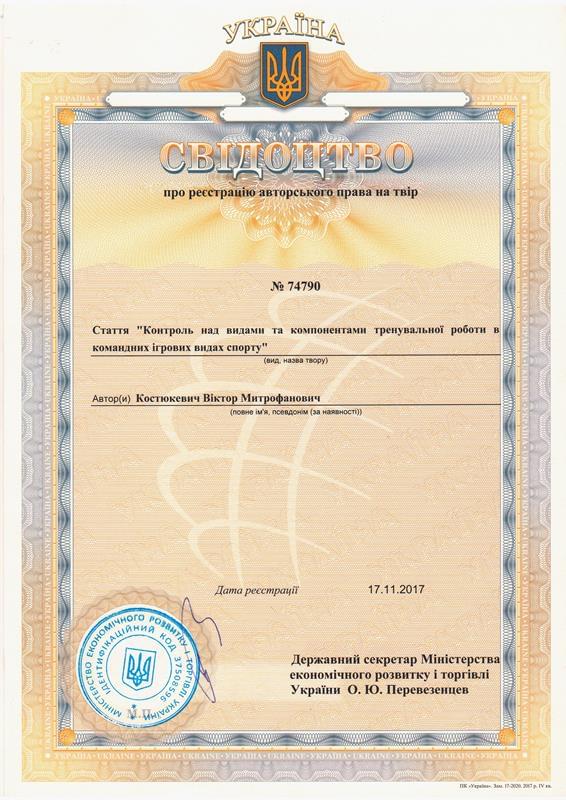 УКРАЇНА
СВІДОЦТВО
про реєстрацію авторського права на твір
№ 74790
Стаття "Контроль над видами та компонентами тренувальної роботи в
командних ігрових видах спорту"
(вид, назва твору)
Автор(и) Костюкевич Віктор Митрофанович
(повне ім'я, псевдонім (за наявності))
Дата реєстрації 17.11.2017
МІНІСТЕРСТВО ЕКОНОМІЧНОГО РОЗВИТКУ І ТОРГІВЛІ УКРАЇНИ
ІДЕНТИФІКАЦІЙНИЙ КОД 37508596
М.П.
Державний секретар Міністерства
економічного розвитку і торгівлі
України О. Ю. Перевезенцев
ПК «Україна». Зам. 17-2020. 2017 р. IV кв.